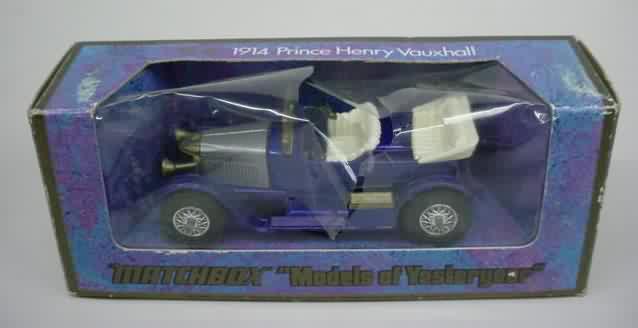 1914 Prince Henry Vauxhall
MATCHBOX "Models of Yesteryear"